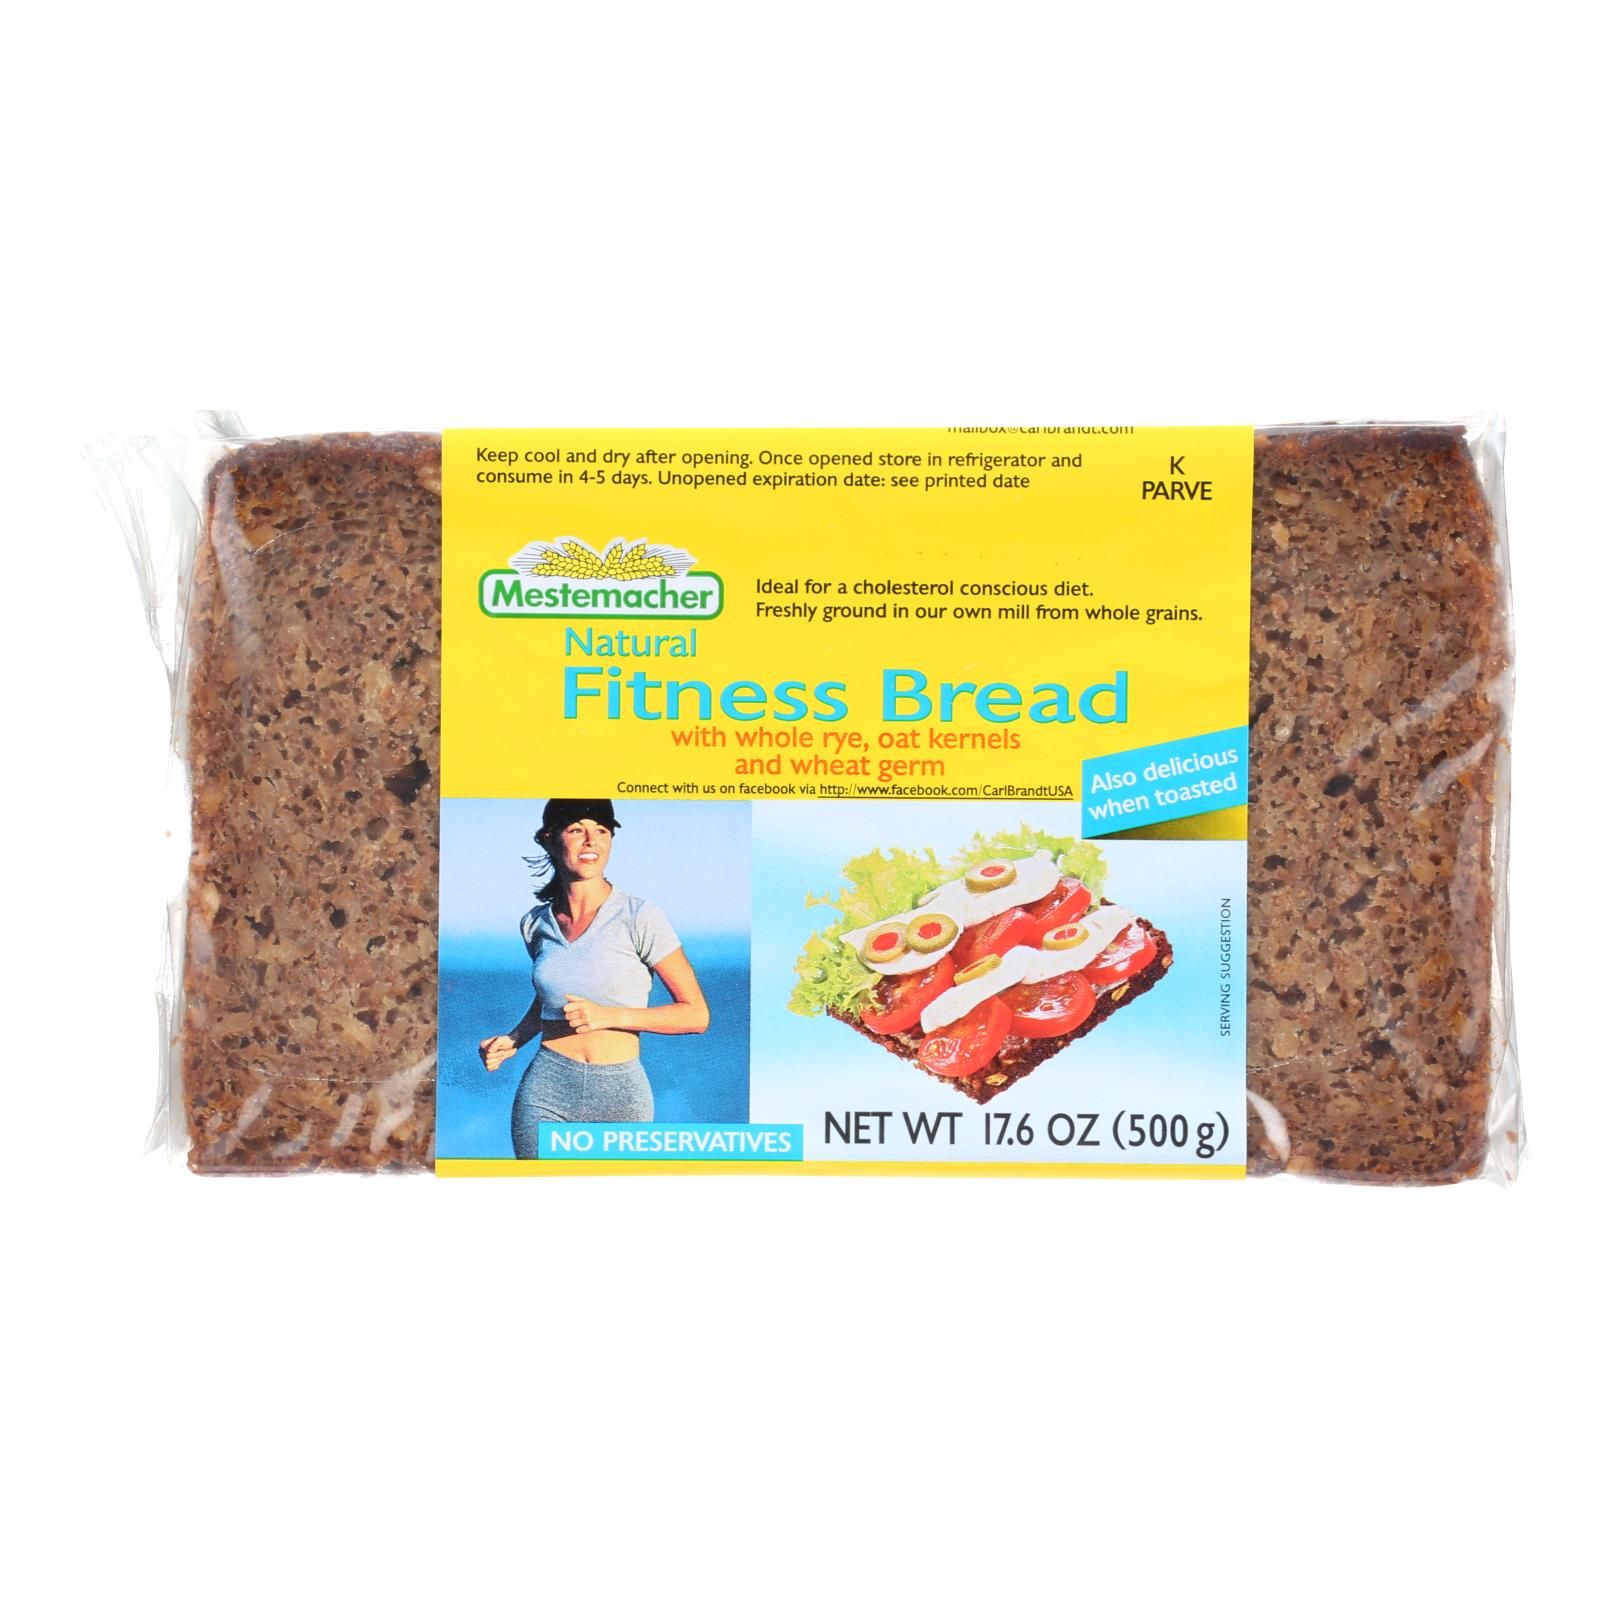 mailbox@carlbrandt.com
Keep cool and dry after opening. Once opened store in refrigerator and
consume in 4-5 days. Unopened expiration date: see printed date
K
PARVE
Mestemacher
Ideal for a cholesterol conscious diet.
Freshly ground in our own mill from whole grains.
Natural
Fitness Bread
with whole rye, oat kernels
and wheat germ
Connect with us on facebook via http://www.facebook.com/CarlBrandtUSA
Also delicious
when toasted
SERVING SUGGESTION
NO PRESERVATIVES
NET WT 17.6 OZ (500 g)